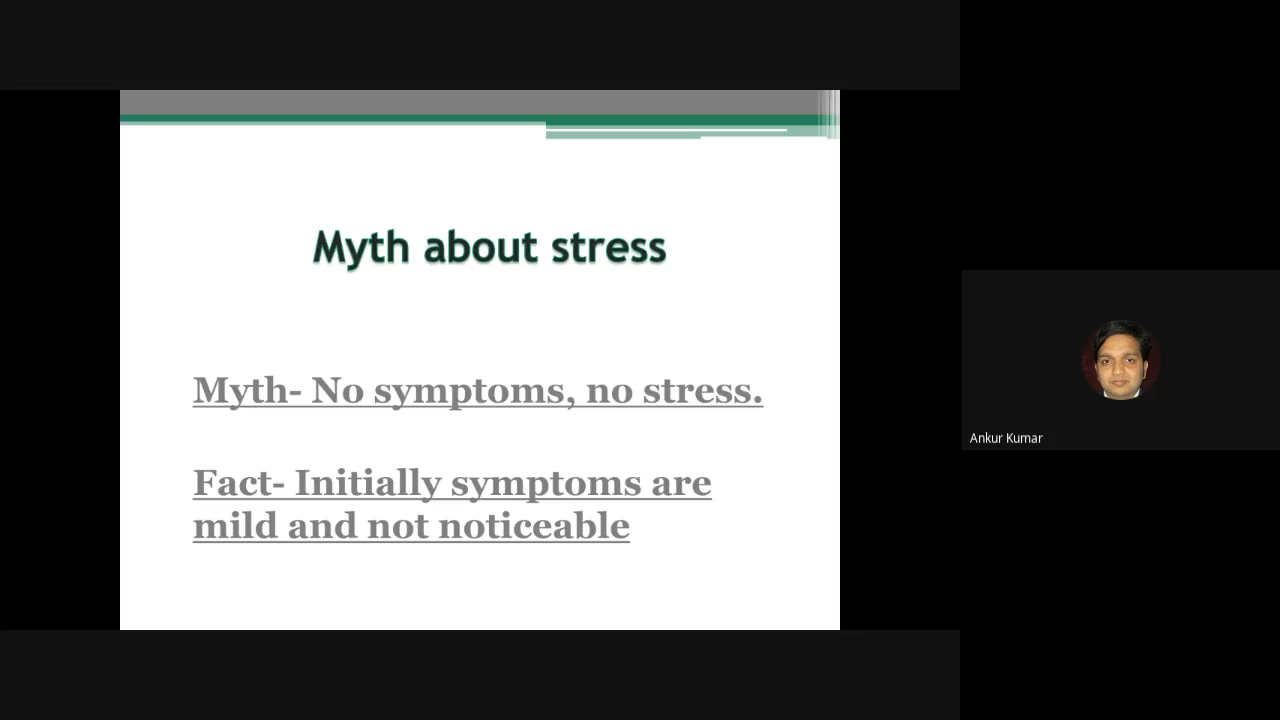 Myth about stress
Myth- No symptoms, no stress.
Fact- Initially symptoms are
mild and not noticeable
Ankur Kumar